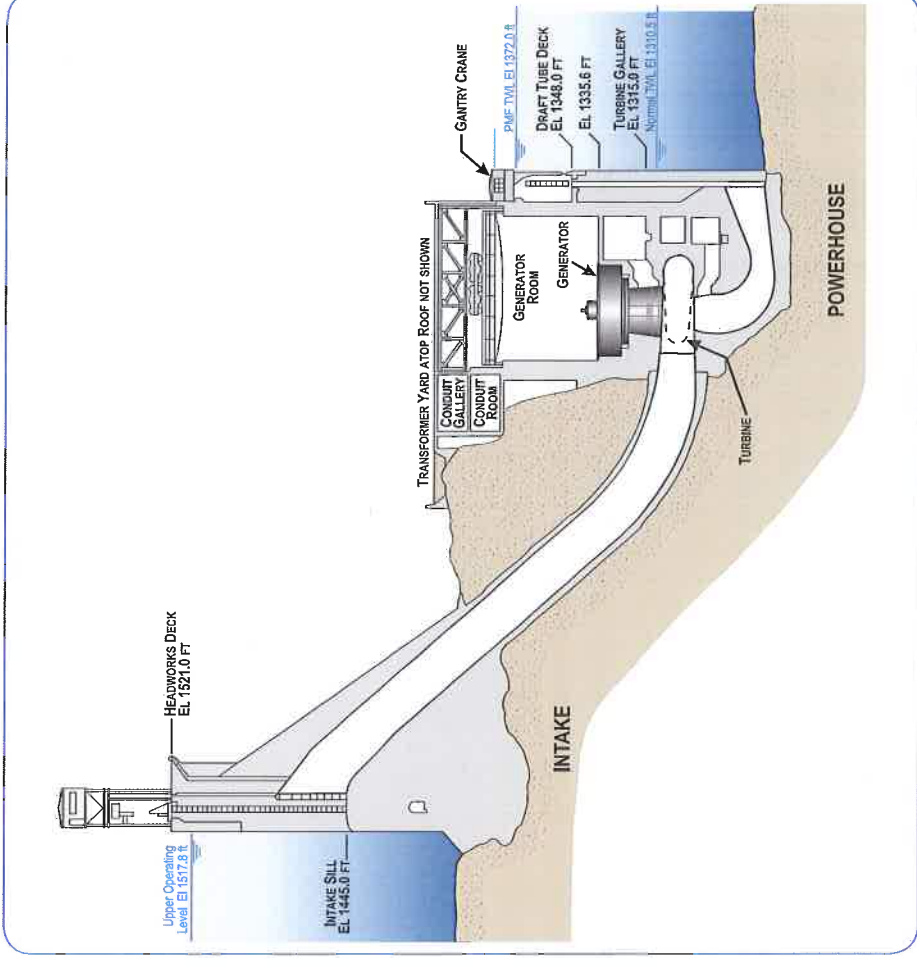 HEADWORKS DECK
EL 1521.0 FT
Upper Operating
Level El 1517.8 ft
INTAKE SILL
EL 1445.0 FT
INTAKE
TRANSFORMER YARD ATOP ROOF NOT SHOWN
CONDUIT
GALLERY
CONDUIT
ROOM
GENERATOR
ROOM
GENERATOR
TURBINE
GANTRY CRANE
PMF TWL El 1372.0 ft
DRAFT TUBE DECK
EL 1348.0 FT
EL 1335.6 FT
TURBINE GALLERY
EL 1315.0 FT
Normal TWL El 1310.5 ft
POWERHOUSE